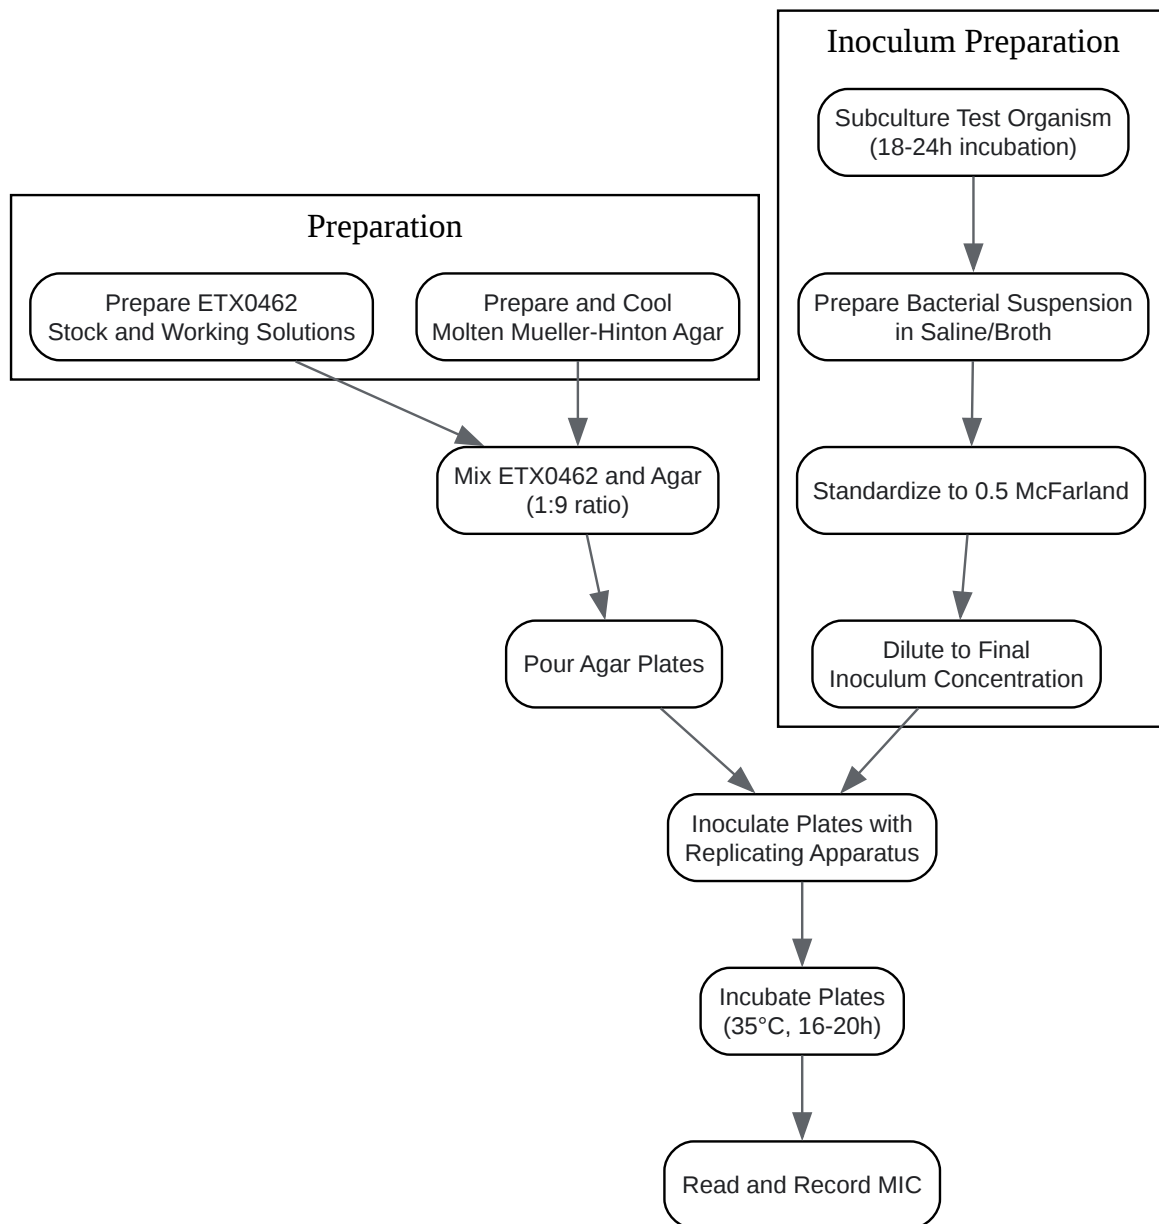 Inoculum Preparation
Subculture Test Organism
(18-24h incubation)
Preparation
Prepare ETX0462
Stock and Working Solutions
Prepare and Cool
Molten Mueller-Hinton Agar
Prepare Bacterial Suspension
in Saline/Broth
Mix ETX0462 and Agar
(1:9 ratio)
Standardize to 0.5 McFarland
Pour Agar Plates
Dilute to Final
Inoculum Concentration
Inoculate Plates with
Replicating Apparatus
Incubate Plates
(35°C, 16-20h)
Read and Record MIC